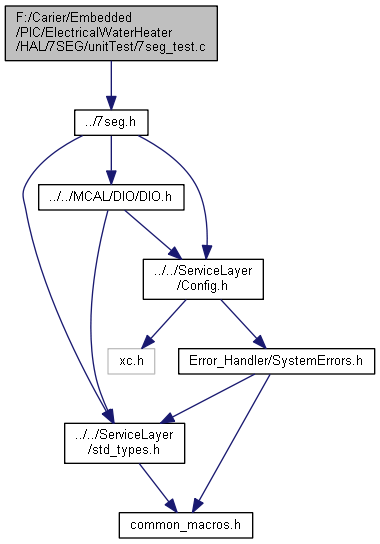 F:/Carier/Embedded
/PIC/ElectricalWaterHeater
/HAL/7SEG/unitTest/7seg_test.c
../7seg.h
../../MCAL/DIO/DIO.h
../../ServiceLayer
/Config.h
xc.h
Error_Handler/SystemErrors.h
../../ServiceLayer
/std_types.h
common_macros.h